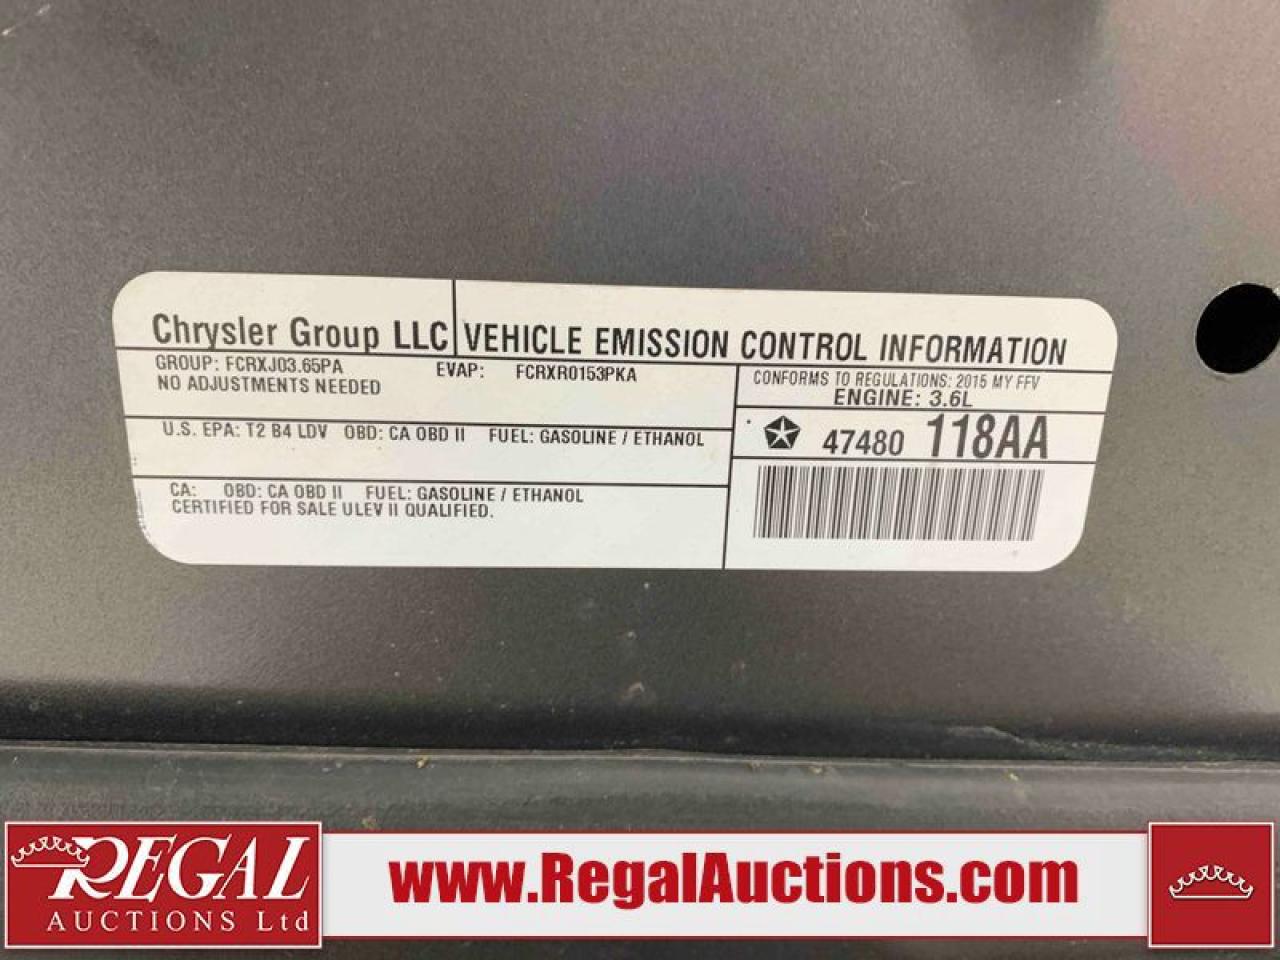 Chrysler Group LLC VEHICLE EMISSION CONTROL INFORMATION
GROUP: FCRXJ03.65PA EVAP: FCRXR0153PKA
NO ADJUSTMENTS NEEDED
CONFORMS TO REGULATIONS: 2015 MY FFV
ENGINE: 3.6L
U.S. EPA: T2 B4 LDV OBD: CA OBD II FUEL: GASOLINE / ETHANOL
47480 118AA
CA: OBD: CA OBD II FUEL: GASOLINE / ETHANOL
CERTIFIED FOR SALE ULEV II QUALIFIED.
REGAL
AUCTIONS Ltd
www.RegalAuctions.com